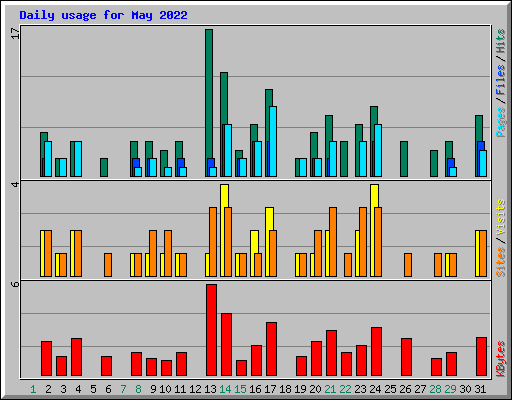 Daily usage for May 2022
17
4
6
Pages / Files / Hits
Sites / Visits
KBytes
1 2 3 4 5 6 7 8 9 10 11 12 13 14 15 16 17 18 19 20 21 22 23 24 25 26 27 28 29 30 31